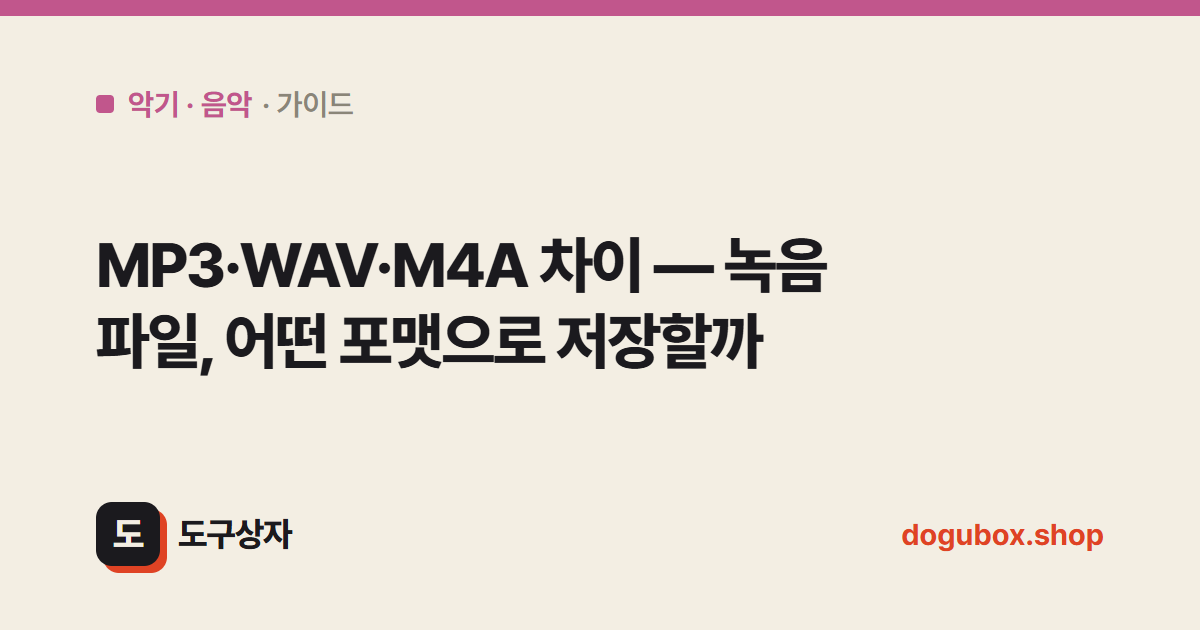 악기 · 음악 · 가이드
MP3·WAV·M4A 차이 — 녹음
파일, 어떤 포맷으로 저장할까
도 도구상자
dogubox.shop